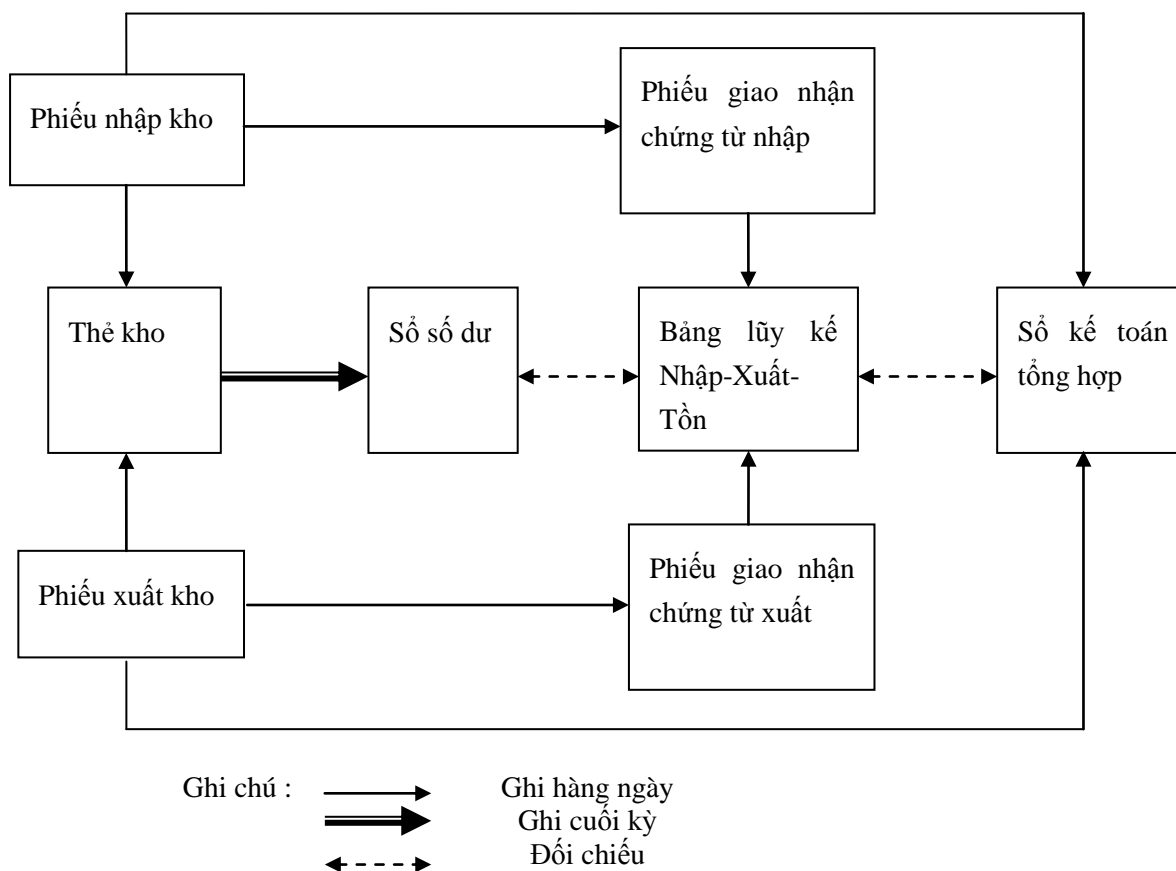 Phiếu nhập kho
Phiếu giao nhận
chứng từ nhập
Thẻ kho
Sổ số dư
Bảng lũy kế
Nhập-Xuất-
Tồn
Sổ kế toán
tổng hợp
Phiếu xuất kho
Phiếu giao nhận
chứng từ xuất
Ghi chú :
Ghi hàng ngày
Ghi cuối kỳ
Đối chiếu